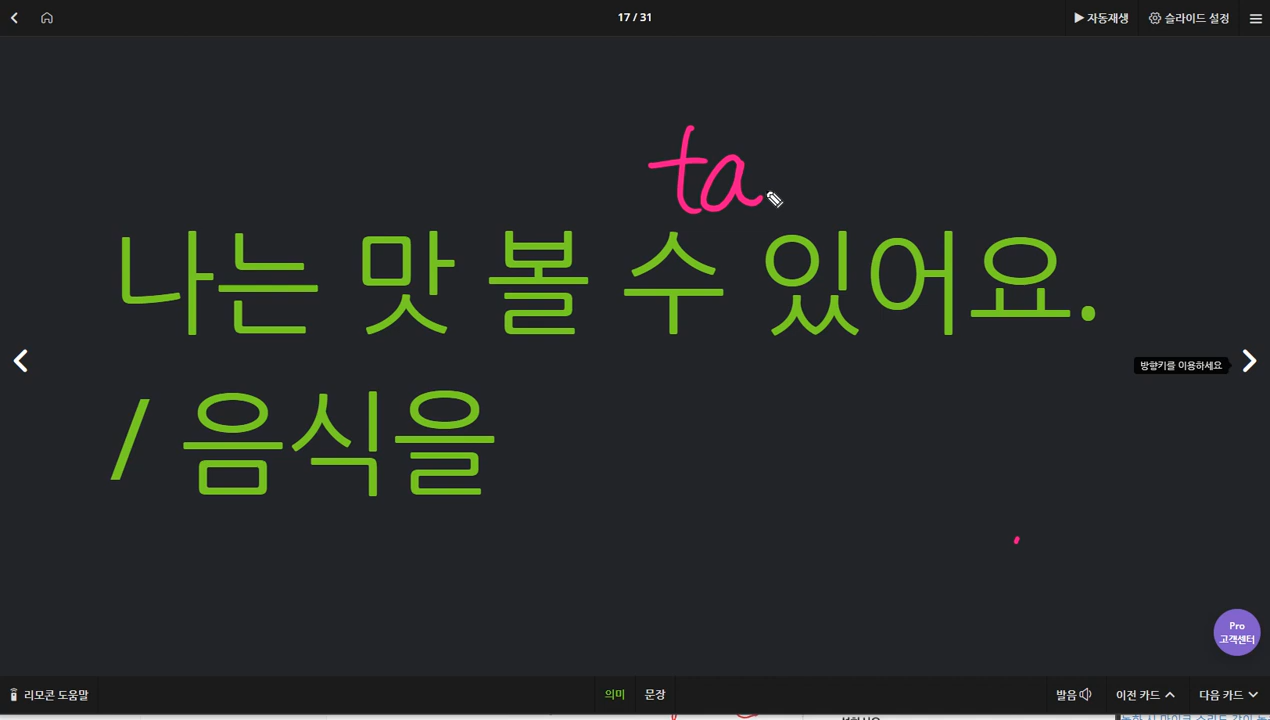 17 / 31
▶ 자동재생
슬라이드 설정
ta
나는 맛 볼 수 있어요.
/ 음식을
방향키를 이용하세요
Pro
고객센터
리모콘 도움말
의미
문장
발음
이전 카드
다음 카드